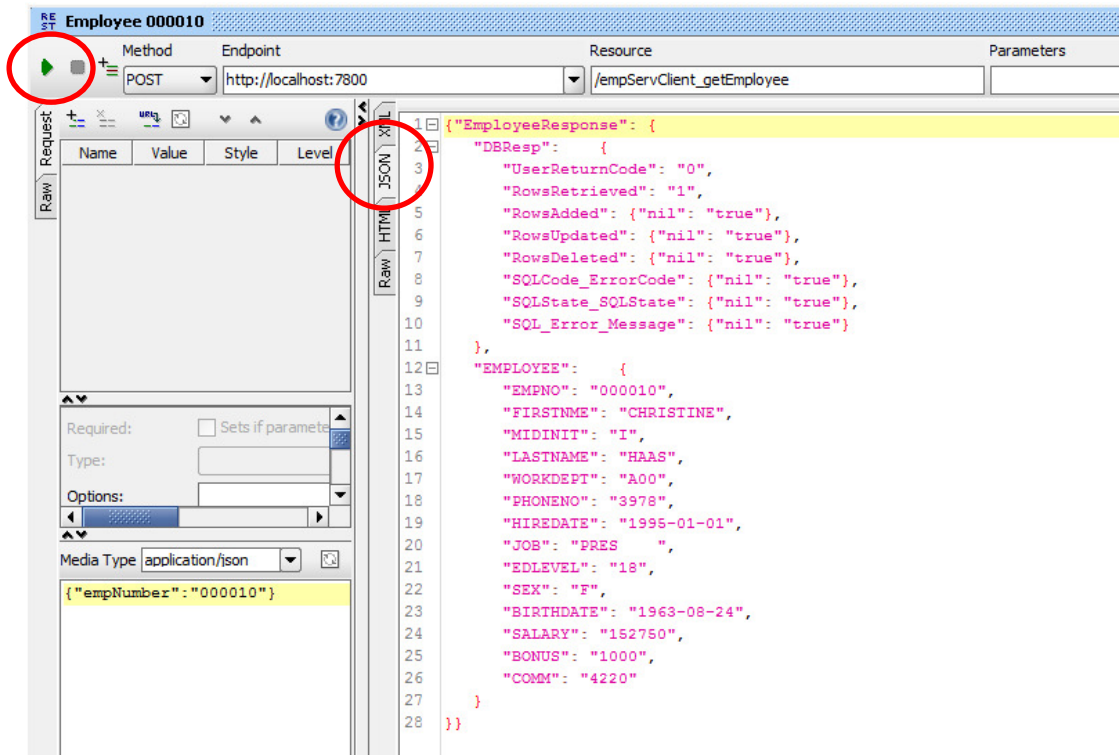 REST Employee 000010
Method Endpoint Resource Parameters
POST http://localhost:7800 /empServClient_getEmployee
Request
Raw
Name Value Style Level
Required: Sets if paramete
Type:
Options:
Media Type application/json
{"empNumber":"000010"}
XML
JSON
HTML
Raw
1 {"EmployeeResponse": {
2 "DBResp": {
3 "UserReturnCode": "0",
4 "RowsRetrieved": "1",
5 "RowsAdded": {"nil": "true"},
6 "RowsUpdated": {"nil": "true"},
7 "RowsDeleted": {"nil": "true"},
8 "SQLCode_ErrorCode": {"nil": "true"},
9 "SQLState_SQLState": {"nil": "true"},
10 "SQL_Error_Message": {"nil": "true"}
11 },
12 "EMPLOYEE": {
13 "EMPNO": "000010",
14 "FIRSTNME": "CHRISTINE",
15 "MIDINIT": "I",
16 "LASTNAME": "HAAS",
17 "WORKDEPT": "A00",
18 "PHONENO": "3978",
19 "HIREDATE": "1995-01-01",
20 "JOB": "PRES    ",
21 "EDLEVEL": "18",
22 "SEX": "F",
23 "BIRTHDATE": "1963-08-24",
24 "SALARY": "152750",
25 "BONUS": "1000",
26 "COMM": "4220"
27 }
28 }}